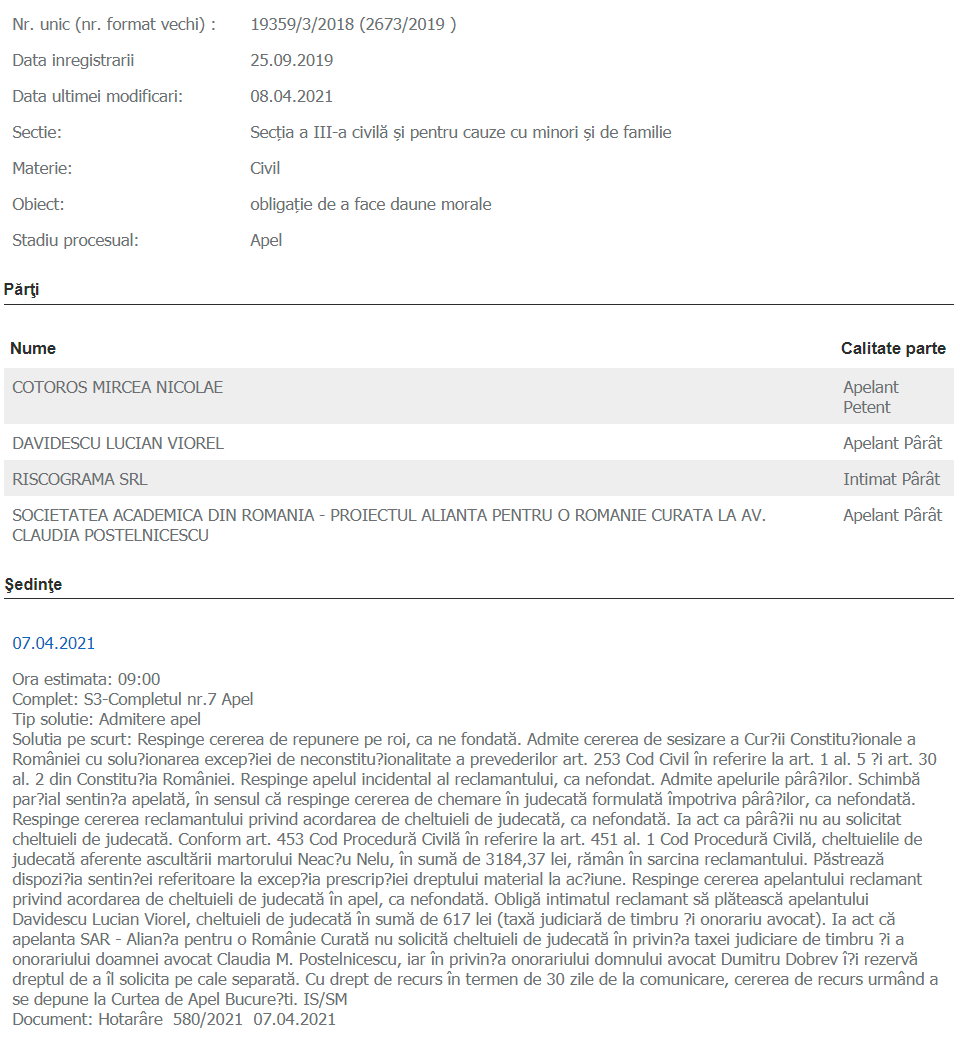 Nr. unic (nr. format vechi) : 19359/3/2018 (2673/2019 )
Data inregistrarii 25.09.2019
Data ultimei modificari: 08.04.2021
Sectie: Secția a III-a civilă și pentru cauze cu minori și de familie
Materie: Civil
Obiect: obligație de a face daune morale
Stadiu procesual: Apel
Părţi
Nume Calitate parte
COTOROS MIRCEA NICOLAE Apelant
Petent
DAVIDESCU LUCIAN VIOREL Apelant Pârât
RISCOGRAMA SRL Intimat Pârât
SOCIETATEA ACADEMICA DIN ROMANIA - PROIECTUL ALIANTA PENTRU O ROMANIE CURATA LA AV. Apelant Pârât
CLAUDIA POSTELNICESCU
Şedinţe
07.04.2021
Ora estimata: 09:00
Complet: S3-Completul nr.7 Apel
Tip solutie: Admitere apel
Solutia pe scurt: Respinge cererea de repunere pe roi, ca ne fondată. Admite cererea de sesizare a Cur?ii Constitu?ionale a
României cu solu?ionarea excep?iei de neconstitu?ionalitate a prevederilor art. 253 Cod Civil în referire la art. 1 al. 5 ?i art. 30
al. 2 din Constitu?ia României. Respinge apelul incidental al reclamantului, ca nefondat. Admite apelurile pârâ?ilor. Schimbă
par?ial sentin?a apelată, în sensul că respinge cererea de chemare în judecată formulată împotriva pârâ?ilor, ca nefondată.
Respinge cererea reclamantului privind acordarea de cheltuieli de judecată, ca nefondată. Ia act ca pârâ?ii nu au solicitat
cheltuieli de judecată. Conform art. 453 Cod Procedură Civilă în referire la art. 451 al. 1 Cod Procedură Civilă, cheltuielile de
judecată aferente ascultării martorului Neac?u Nelu, în sumă de 3184,37 lei, rămân în sarcina reclamantului. Păstrează
dispozi?ia sentin?ei referitoare la excep?ia prescrip?iei dreptului material la ac?iune. Respinge cererea apelantului reclamant
privind acordarea de cheltuieli de judecată în apel, ca nefondată. Obligă intimatul reclamant să plătească apelantului
Davidescu Lucian Viorel, cheltuieli de judecată în sumă de 617 lei (taxă judiciară de timbru ?i onorariu avocat). Ia act că
apelanta SAR - Alian?a pentru o Românie Curată nu solicită cheltuieli de judecată în privin?a taxei judiciare de timbru ?i a
onorariului doamnei avocat Claudia M. Postelnicescu, iar în privin?a onorariului domnului avocat Dumitru Dobrev î?i rezervă
dreptul de a îl solicita pe cale separată. Cu drept de recurs în termen de 30 zile de la comunicare, cererea de recurs urmând a
se depune la Curtea de Apel Bucure?ti. IS/SM
Document: Hotarâre 580/2021 07.04.2021